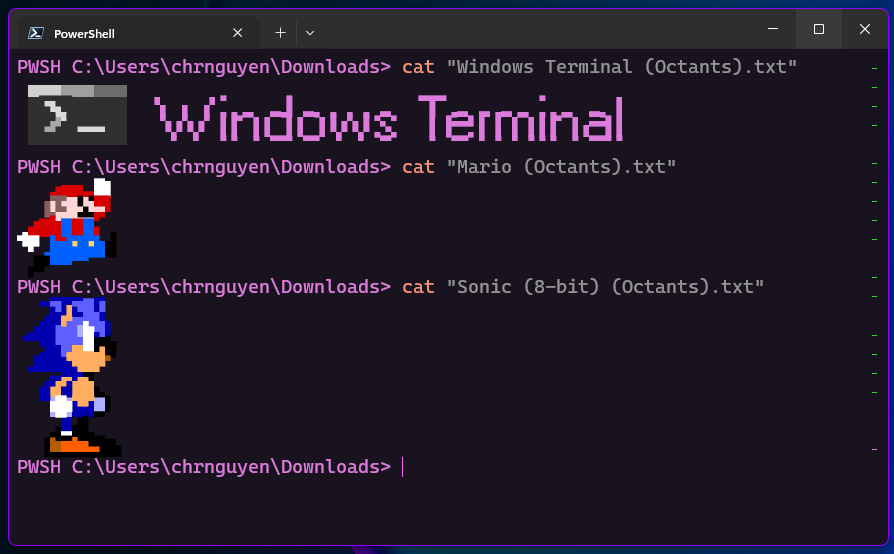 PowerShell
PWSH C:\Users\chrnguyen\Downloads> cat "Windows Terminal (Octants).txt"
>_ Windows Terminal
PWSH C:\Users\chrnguyen\Downloads> cat "Mario (Octants).txt"
PWSH C:\Users\chrnguyen\Downloads> cat "Sonic (8-bit) (Octants).txt"
PWSH C:\Users\chrnguyen\Downloads>